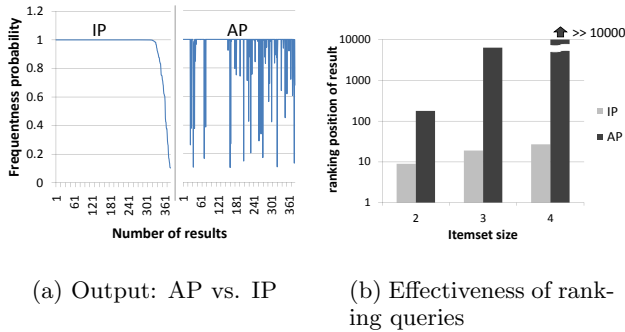 IP
AP
1.2
1
0.8
0.6
0.4
0.2
0
Frequentness probability
1
61
121
181
241
301
361
1
61
121
181
241
301
361
Number of results
(a) Output: AP vs. IP
>> 10000
10000
1000
100
10
1
ranking position of result
2
3
4
Itemset size
IP
AP
(b) Effectiveness of rank-
ing queries